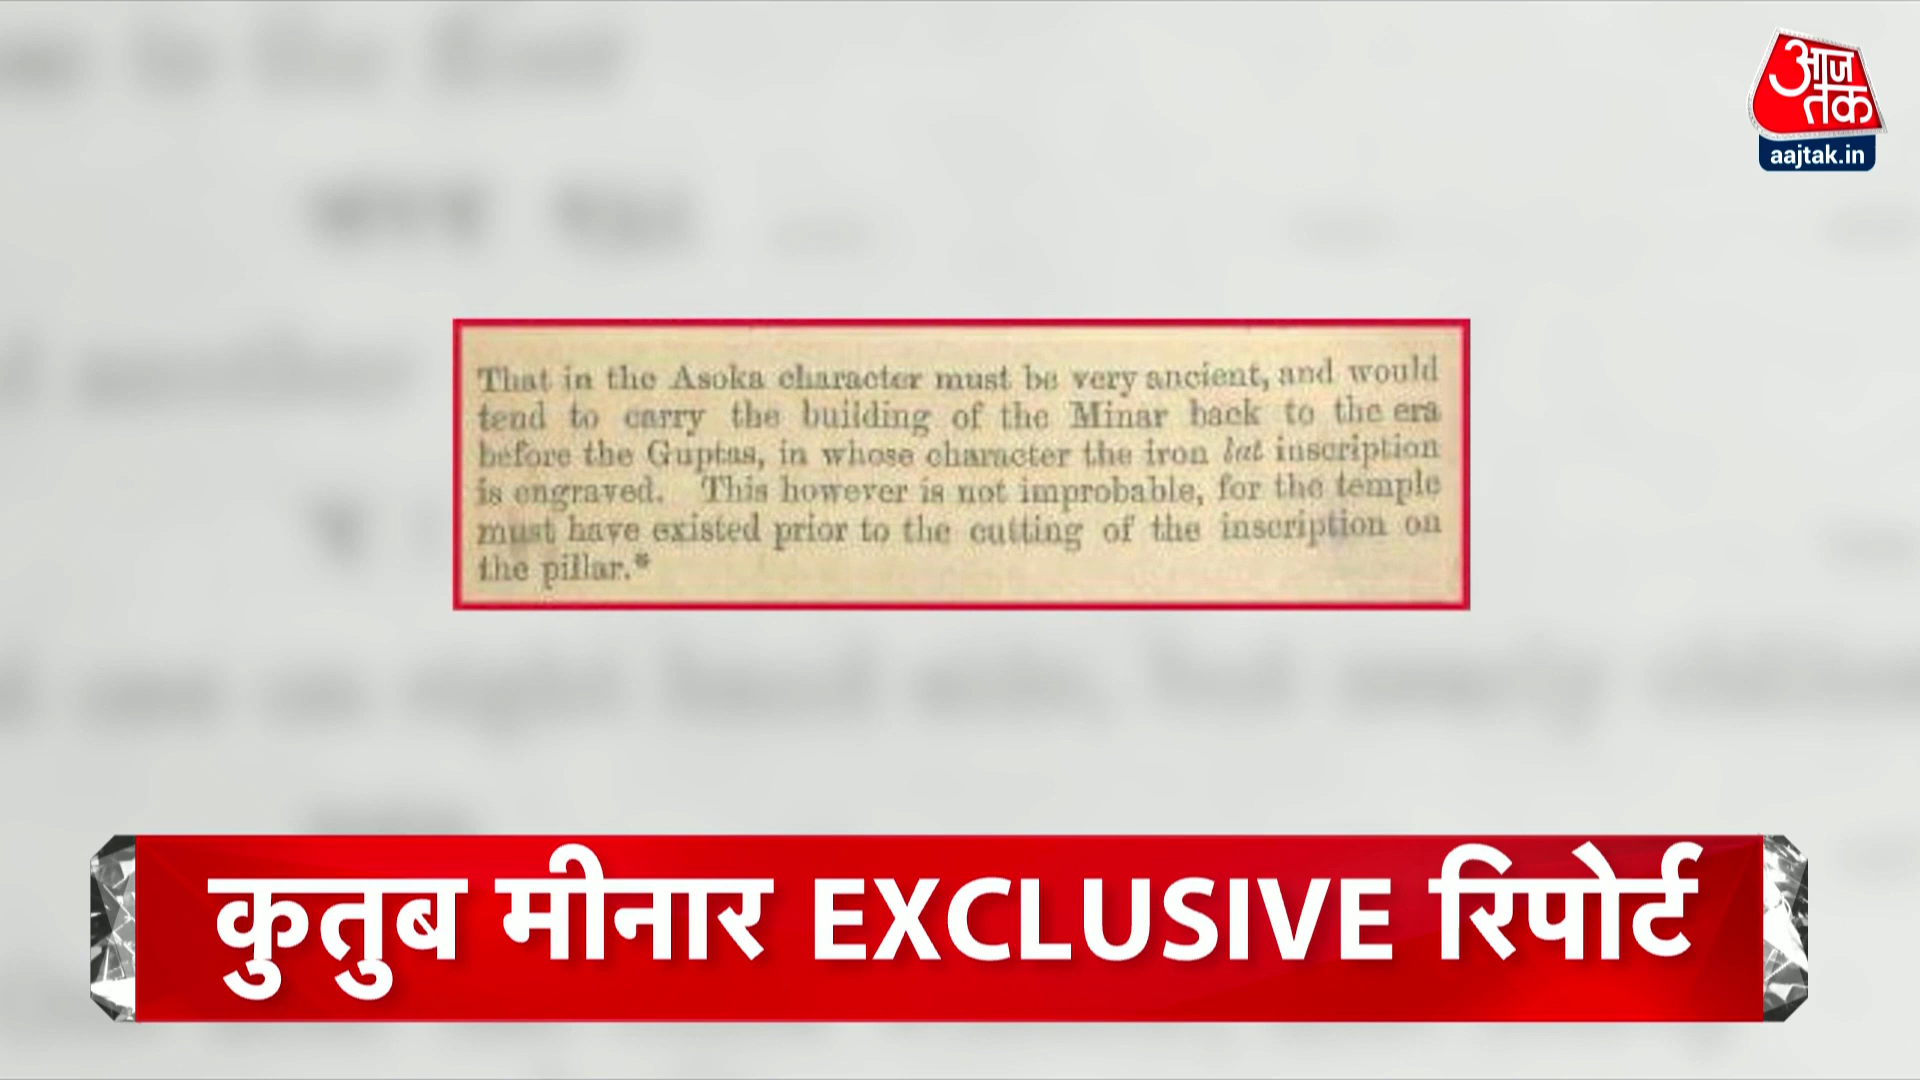 आज
तक
aajtak.in
That in the Asoka character must be very ancient, and would
tend to carry the building of the Minar back to the era
before the Guptas, in whose character the iron lat inscription
is engraved. This however is not improbable, for the temple
must have existed prior to the cutting of the inscription on
the pillar.*
कुतुब मीनार EXCLUSIVE रिपोर्ट